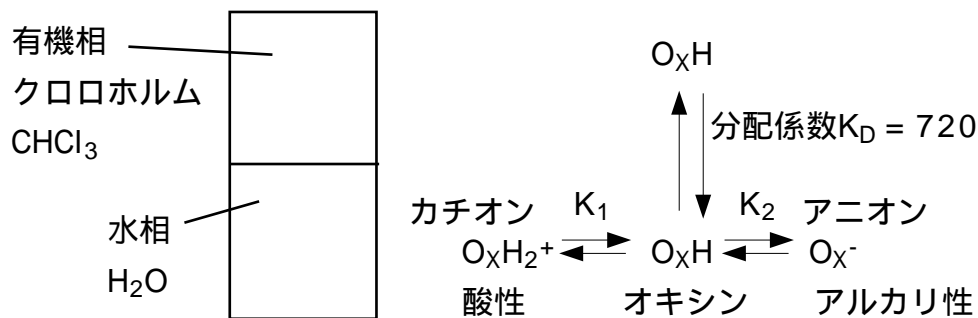 有機相
クロロホルム
CHCl3
水相
H2O
OXH
分配係数KD = 720
カチオン K1 K2 アニオン
OXH2+ OXH OX-
酸性 オキシン アルカリ性